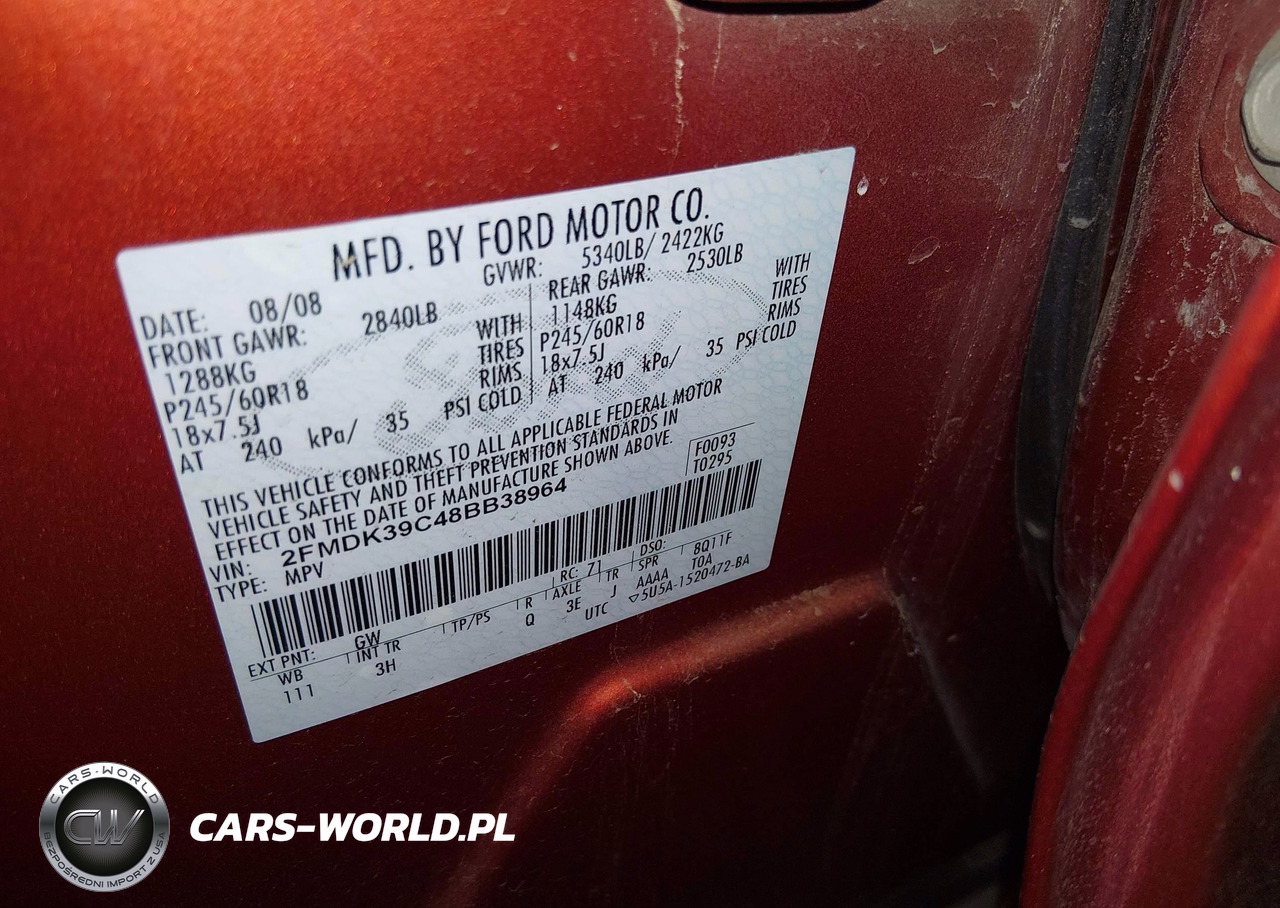 MFD. BY FORD MOTOR CO.
DATE: 08/08 GVWR: 5340LB/ 2422KG
FRONT GAWR: 2840LB REAR GAWR: 2530LB
1288KG WITH 1148KG WITH
P245/60R18 TIRES P245/60R18 TIRES
18x7.5J RIMS 18x7.5J RIMS
AT 240 kPa/ 35 PSI COLD AT 240 kPa/ 35 PSI COLD
THIS VEHICLE CONFORMS TO ALL APPLICABLE FEDERAL MOTOR
VEHICLE SAFETY AND THEFT PREVENTION STANDARDS IN
EFFECT ON THE DATE OF MANUFACTURE SHOWN ABOVE.
F0093
T0295
VIN: 2FMDK39C48BB38964
TYPE: MPV
EXT PNT: GW RC: 71 DSO:
WB INT TR TP/PS R AXLE TR SPR 8Q11F
111 3H Q 3E J AAAA TOA
UTC ▽5U5A-1520472-BA
CARS-WORLD
CW
BEZPOŚREDNI IMPORT Z USA
CARS-WORLD.PL